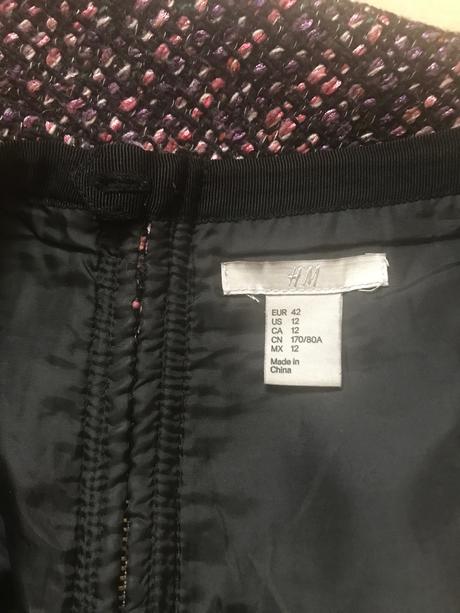 H&M
EUR 42
US 12
CA 12
CN 170/80A
MX 12
Made in
China